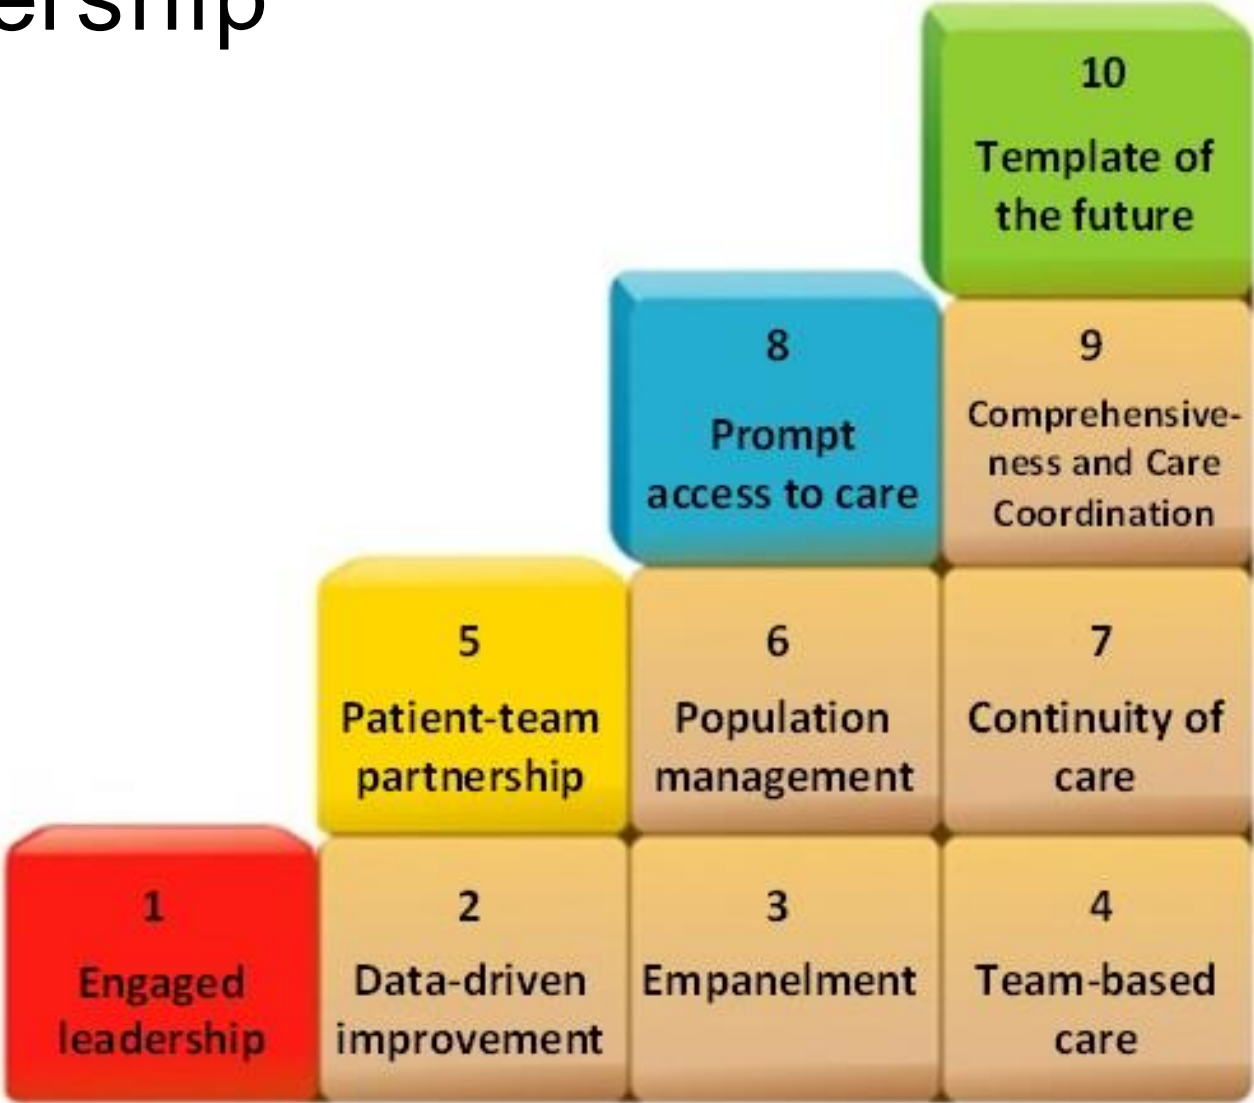 ership
10
Template of
the future
8
Prompt
access to care
9
Comprehensive-
ness and Care
Coordination
5
Patient-team
partnership
6
Population
management
7
Continuity of
care
1
Engaged
leadership
2
Data-driven
improvement
3
Empanelment
4
Team-based
care